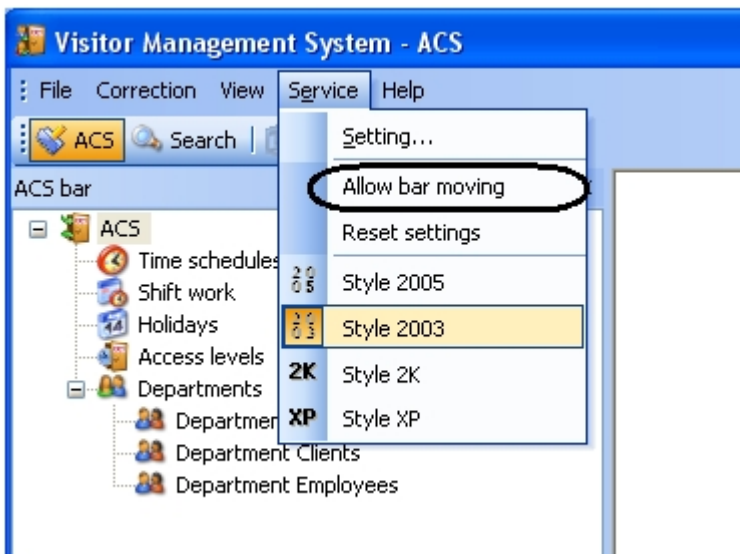 Visitor Management System - ACS
File Correction View Service Help
ACS Search
Setting...
ACS bar
Allow bar moving
ACS
Reset settings
Time schedules
Style 2005
Shift work
Holidays
Style 2003
Access levels
2K Style 2K
Departments
XP Style XP
Department Clients
Department Employees